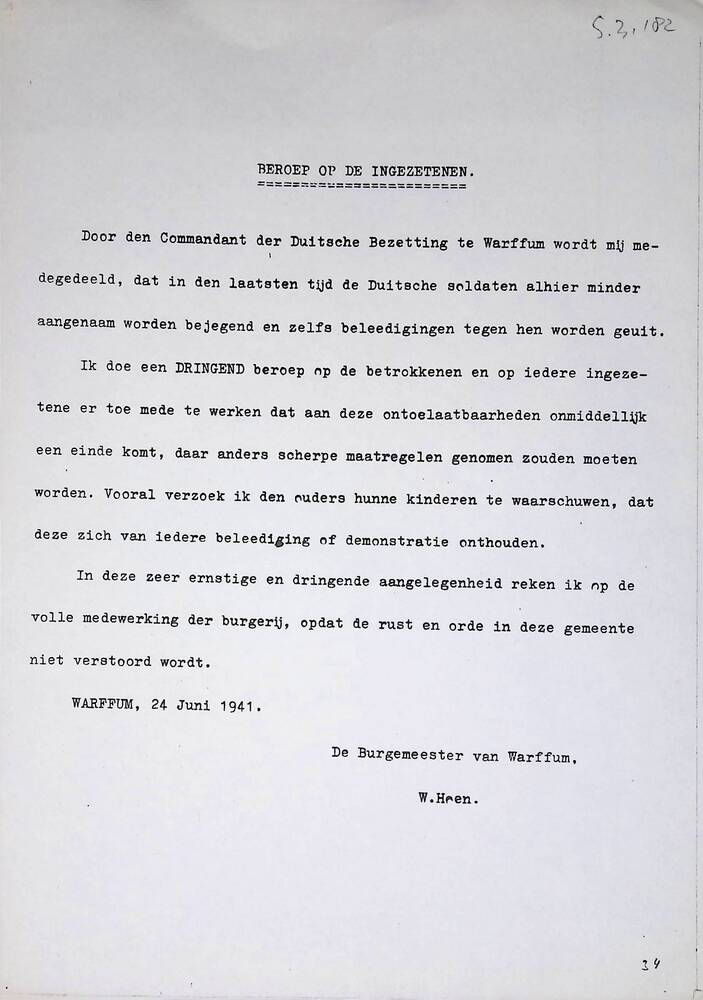 S.3,182
BEROEP OP DE INGEZETENEN.
========================
Door den Commandant der Duitsche Bezetting te Warffum wordt mij me-
degedeeld, dat in den laatsten tijd de Duitsche soldaten alhier minder
aangenaam worden bejegend en zelfs beleedigingen tegen hen worden geuit.
Ik doe een DRINGEND beroep op de betrokkenen en op iedere ingeze-
tene er toe mede te werken dat aan deze ontoelaatbaarheden onmiddellijk
een einde komt, daar anders scherpe maatregelen genomen zouden moeten
worden. Vooral verzoek ik den ouders hunne kinderen te waarschuwen, dat
deze zich van iedere beleediging of demonstratie onthouden.
In deze zeer ernstige en dringende aangelegenheid reken ik op de
volle medewerking der burgerij, opdat de rust en orde in deze gemeente
niet verstoord wordt.
WARFFUM, 24 Juni 1941.
De Burgemeester van Warffum,
W.Hoen.
34